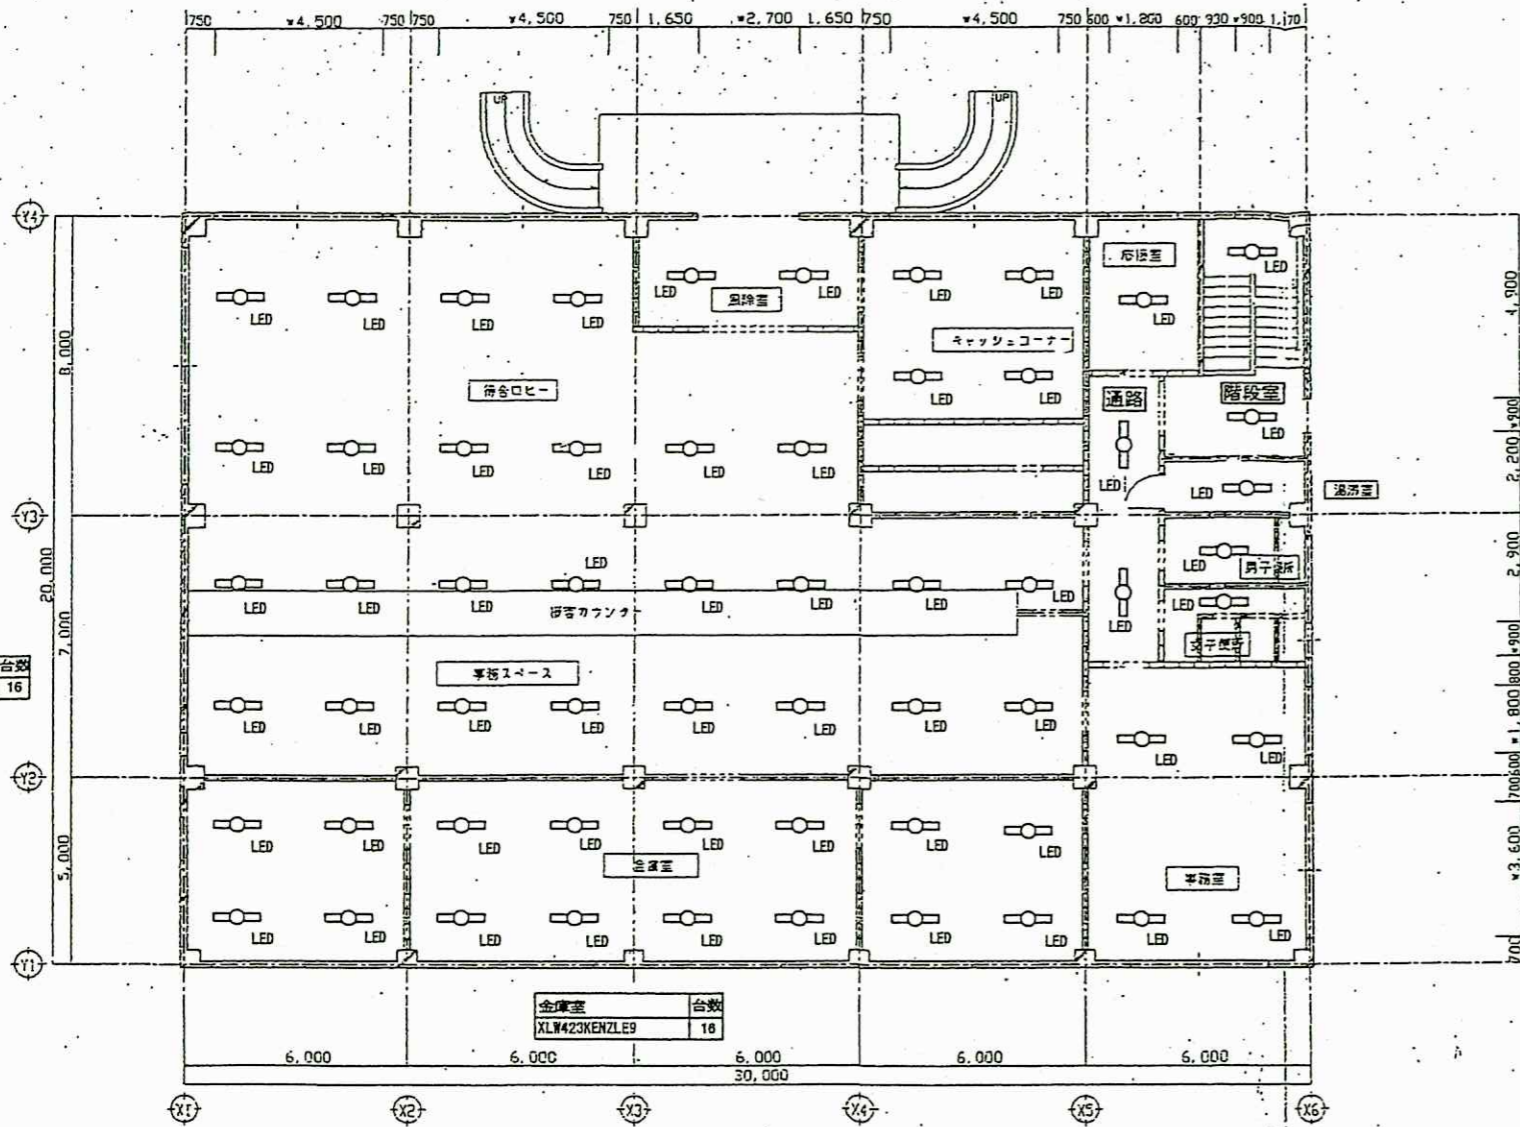 750 *4,500 750 750 *4,500 750 1,650 *2,700 1,650 750 *4,500 750 600 *1,800 600 930 *900 1,170
UP UP
Y4
応接室 LED
LED LED 風除室 LED LED LED
LED LED LED LED
キャッシュコーナー
8,000
4,900
待合ロビー
LED LED
通路 階段室
LED
*900
LED LED LED LED LED LED
2,200
LED LED 湯沸室
Y3
20,000
LED
LED 男子便所
2,900
LED LED LED LED LED LED LED
LED
待合カウンター
LED 女子便所
7,000
*900
台数
16
事務スペース
800
LED LED LED LED LED LED LED LED
*1,800
LED LED
Y2
600
700
LED LED LED LED LED LED LED LED
金庫室
事務室
5,000
*3,600
LED LED LED LED LED LED LED LED LED LED
Y1
700
金庫室 台数
XLW423KENZLE9 16
6,000 6,000 6,000 6,000 6,000
30,000
X1 X2 X3 X4 X5 X6